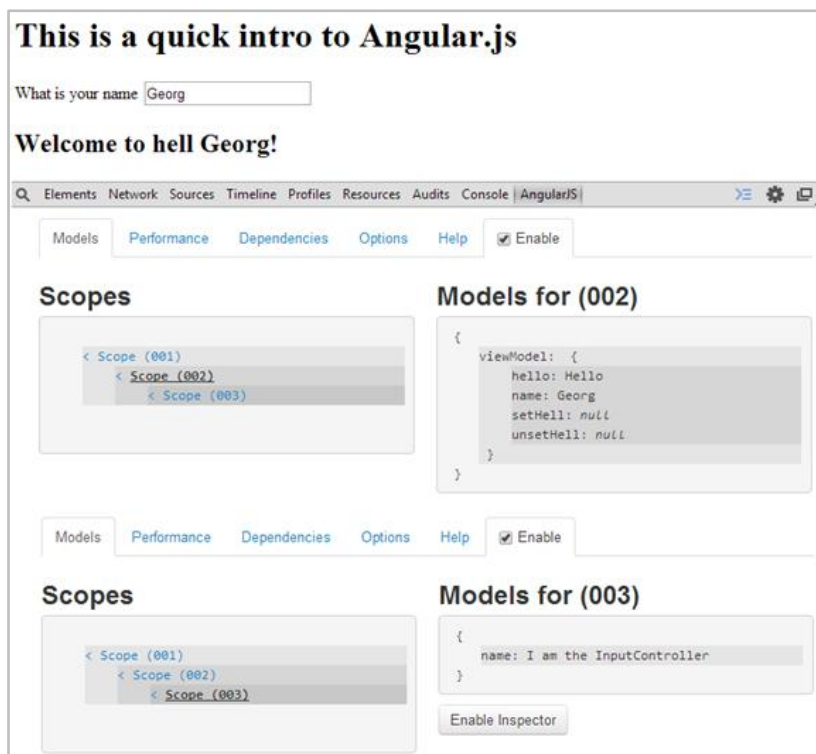 This is a quick intro to Angular.js
What is your name Georg
Welcome to hell Georg!
Elements Network Sources Timeline Profiles Resources Audits Console AngularJS
Models Performance Dependencies Options Help Enable
Scopes
< Scope (001)
< Scope (002)
< Scope (003)
Models for (002)
{
viewModel: {
hello: Hello
name: Georg
setHell: null
unsetHell: null
}
}
Models Performance Dependencies Options Help Enable
Scopes
< Scope (001)
< Scope (002)
< Scope (003)
Models for (003)
{
name: I am the InputController
}
Enable Inspector